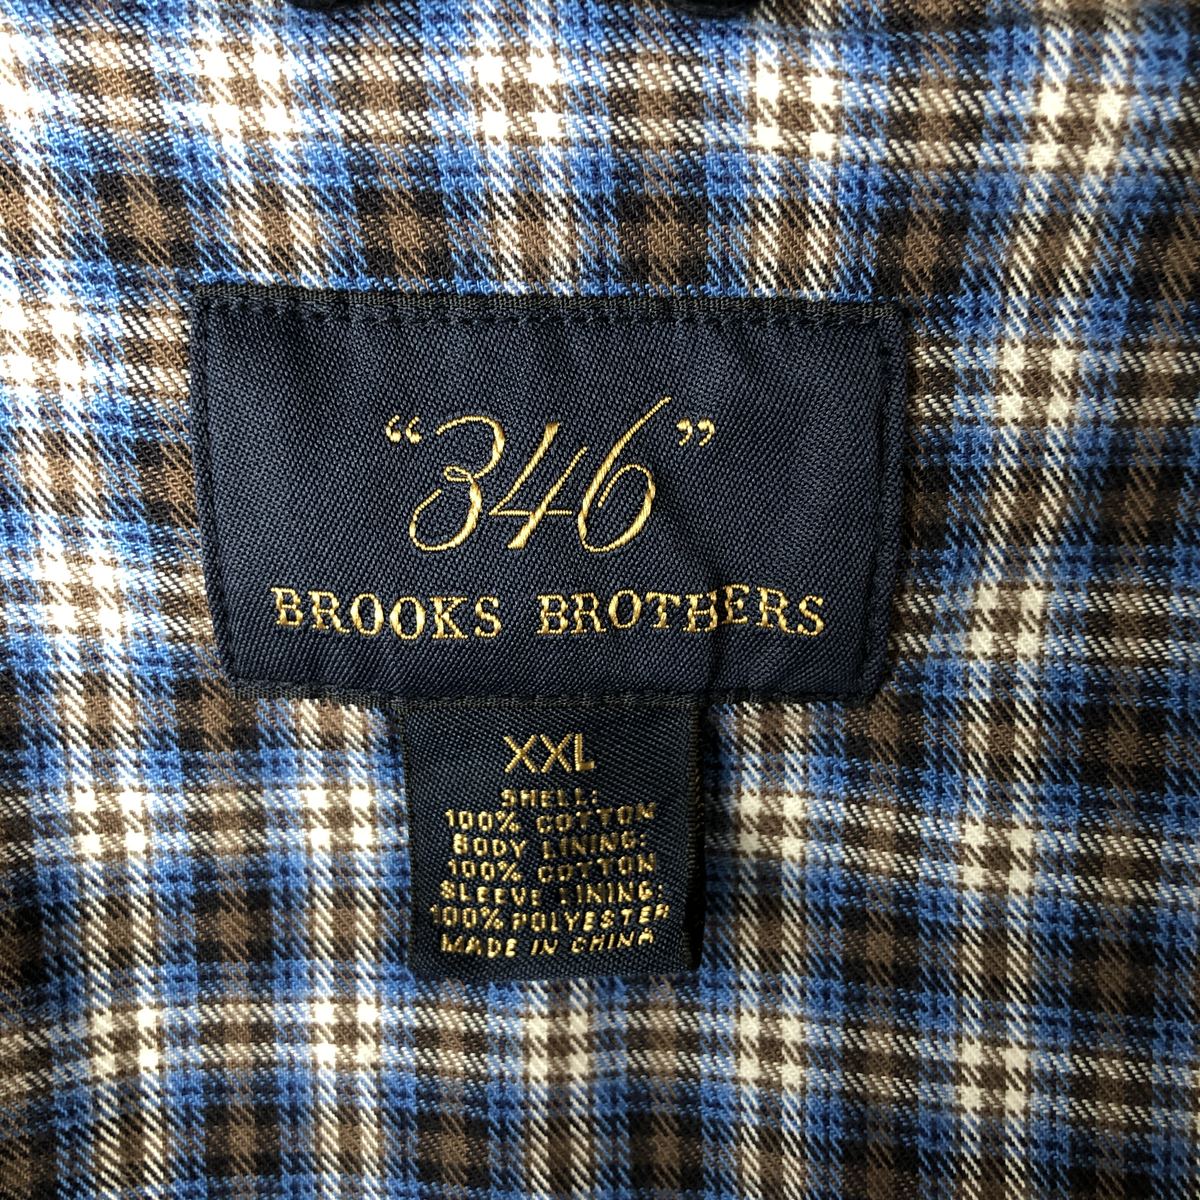 “346”
BROOKS BROTHERS
XXL
SHELL:
100% COTTON
BODY LINING:
100% COTTON
SLEEVE LINING:
100% POLYESTER
MADE IN CHINA